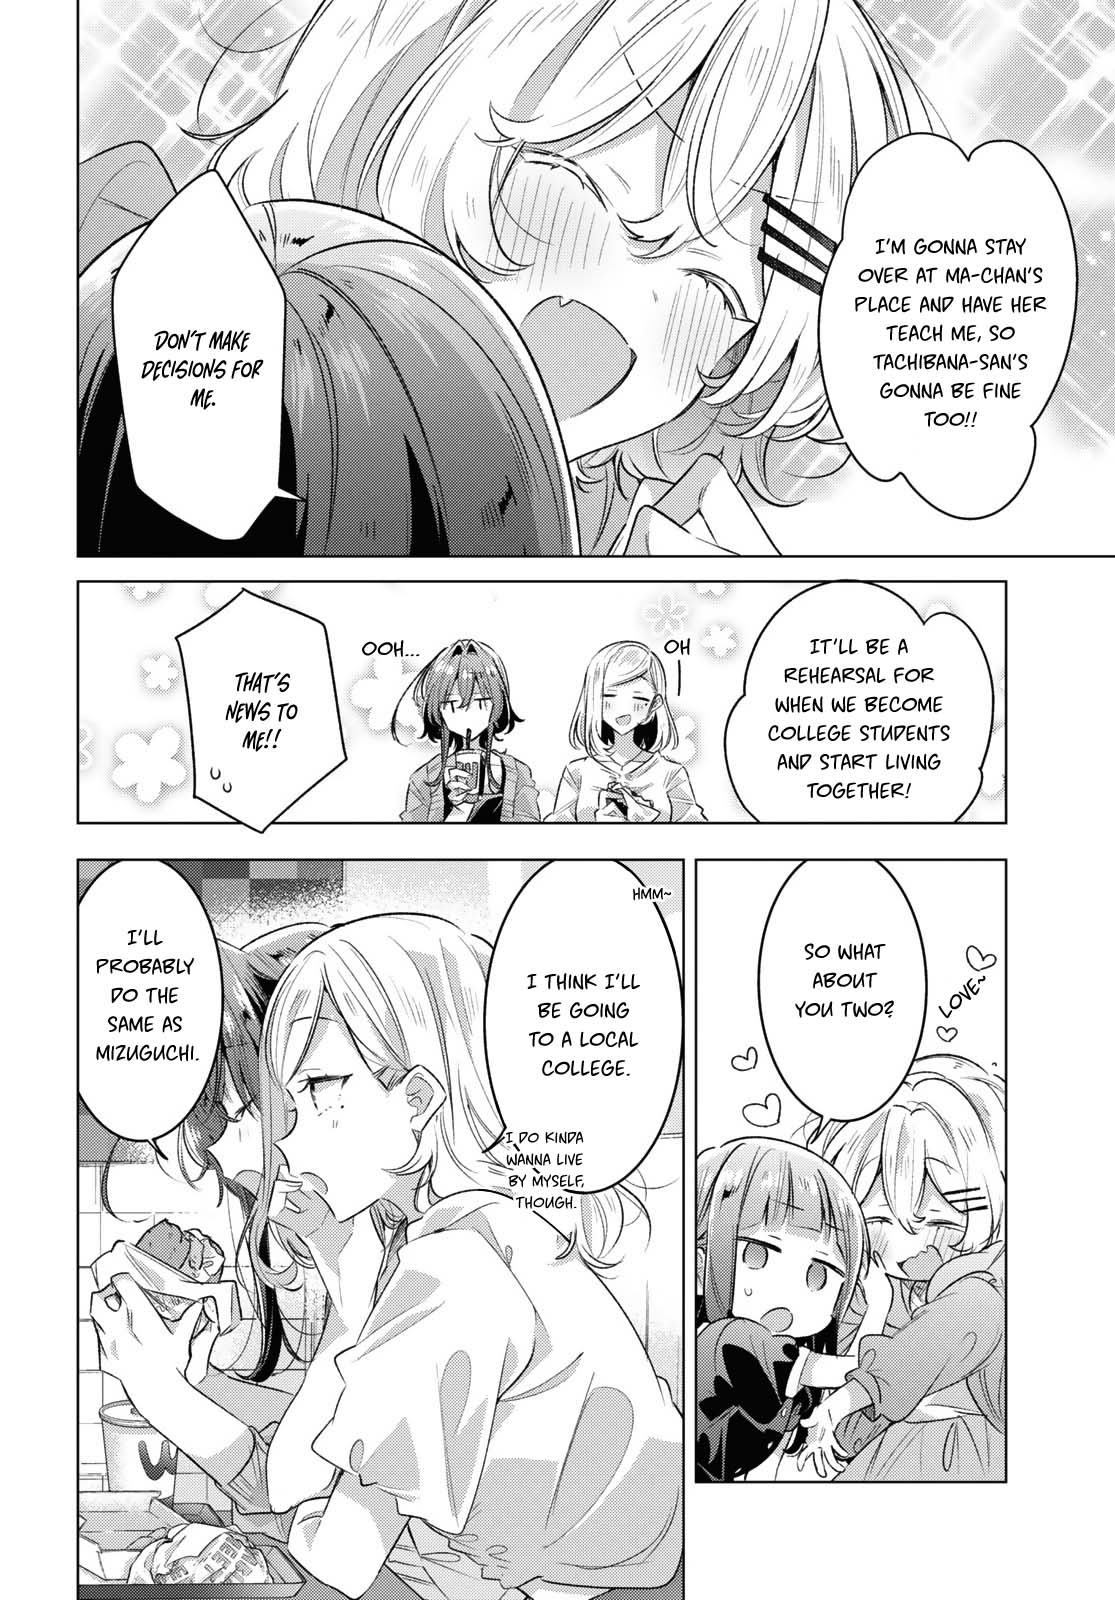 I'M GONNA STAY
OVER AT MA-CHAN'S
PLACE AND HAVE HER
TEACH ME, SO
TACHIBANA-SAN'S
GONNA BE FINE
TOO!!
DON'T MAKE
DECISIONS FOR
ME.
IT'LL BE A
REHEARSAL FOR
WHEN WE BECOME
COLLEGE STUDENTS
AND START LIVING
TOGETHER!
OH
OOH...
THAT'S
NEWS TO
ME!!
SO WHAT
ABOUT
YOU TWO?
LOVE~
HMM~
I THINK I'LL
BE GOING
TO A LOCAL
COLLEGE.
I DO KINDA
WANNA LIVE
BY MYSELF,
THOUGH.
I'LL
PROBABLY
DO THE
SAME AS
MIZUGUCHI.